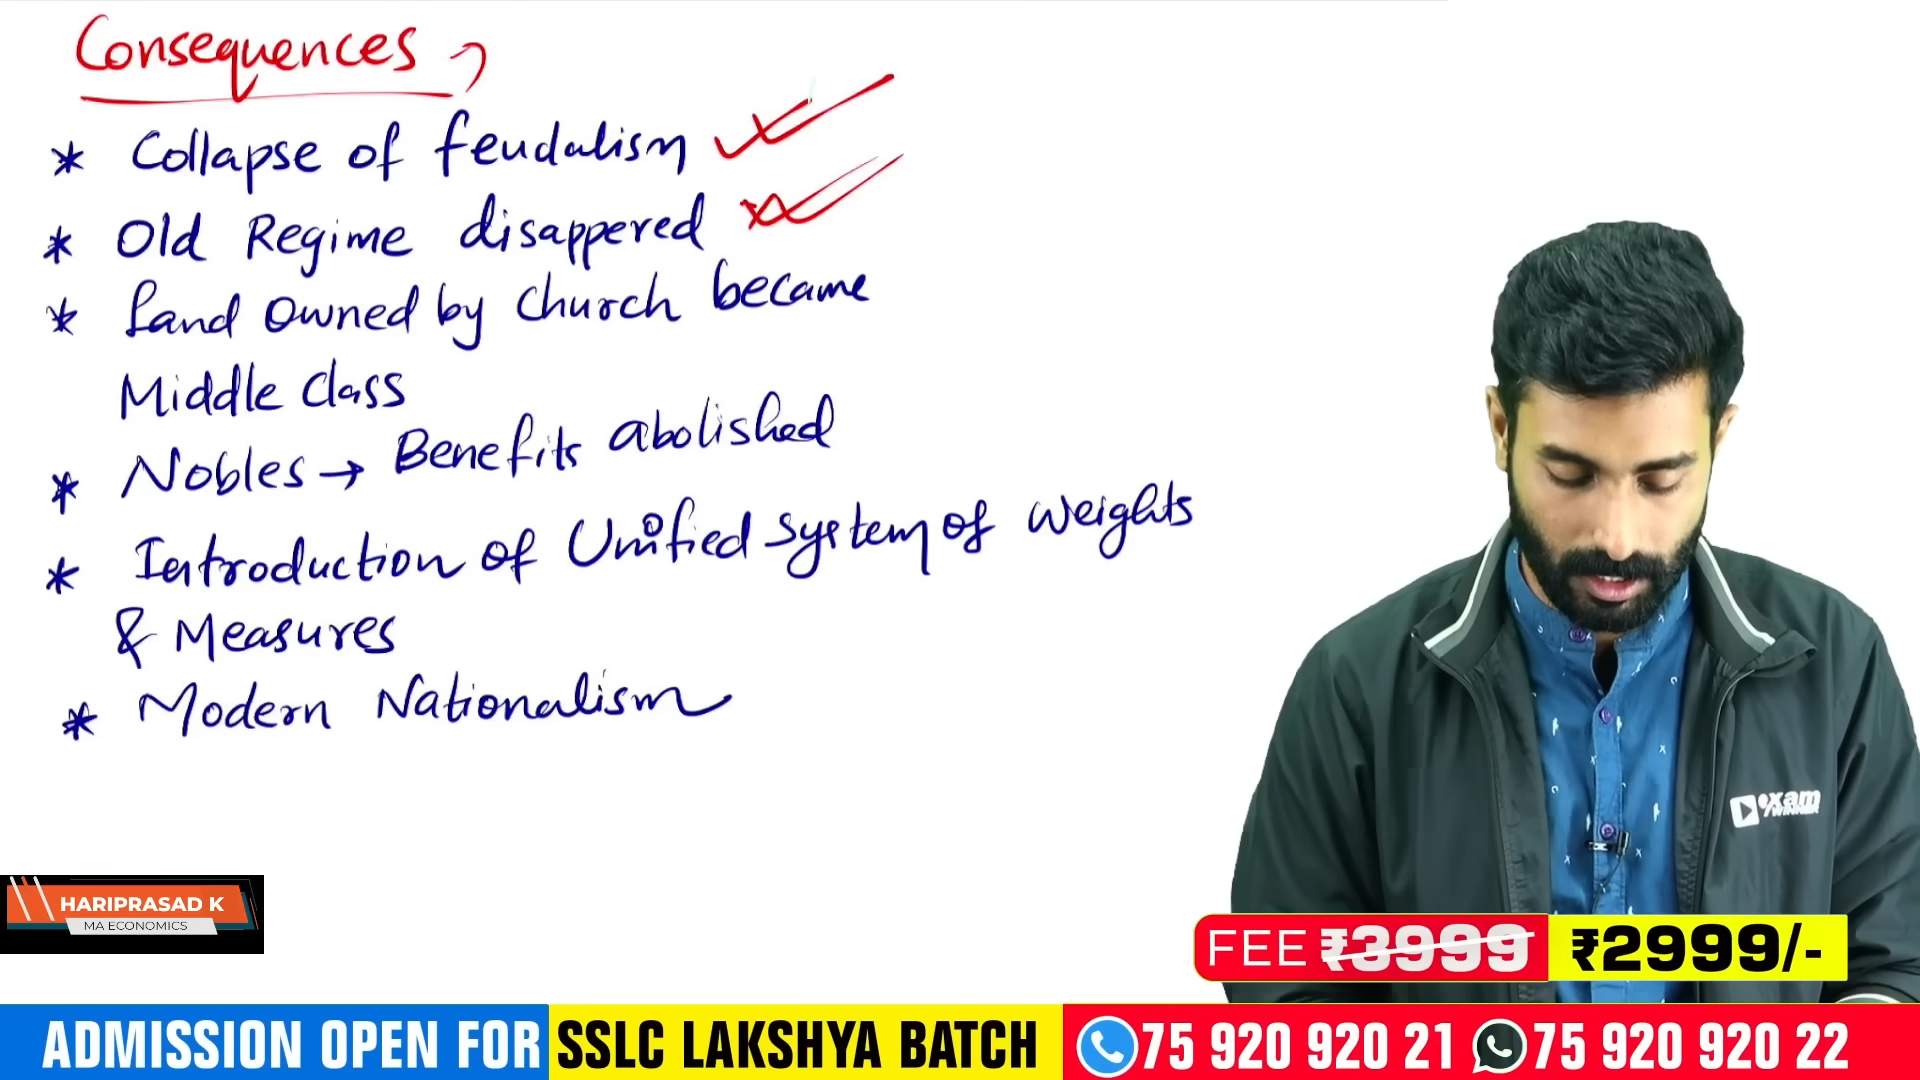 Consequences
* Collapse of feudalism
* Old Regime disappered
* Land owned by church became
Middle class
* Nobles → Benefits abolished
* Introduction of Unified system of weights
& Measures
* Modern Nationalism
exam
WINNER
HARIPRASAD K
MA ECONOMICS
FEE ₹3999 ₹2999/-
ADMISSION OPEN FOR SSLC LAKSHYA BATCH 75 920 920 21 75 920 920 22